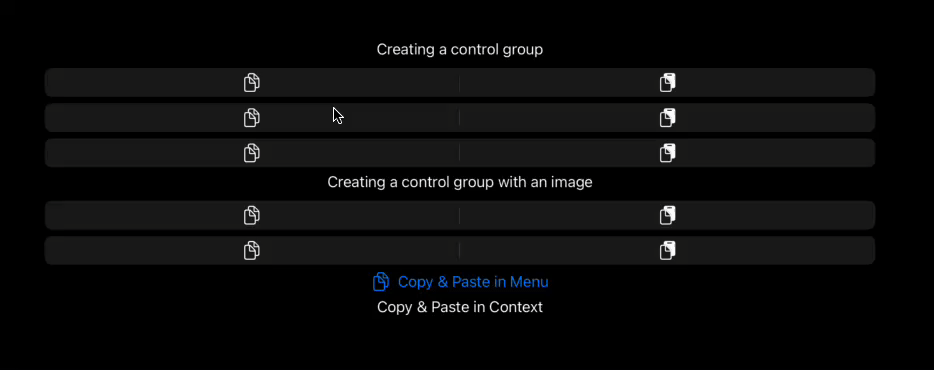 Creating a control group
Creating a control group with an image
Copy & Paste in Menu
Copy & Paste in Context